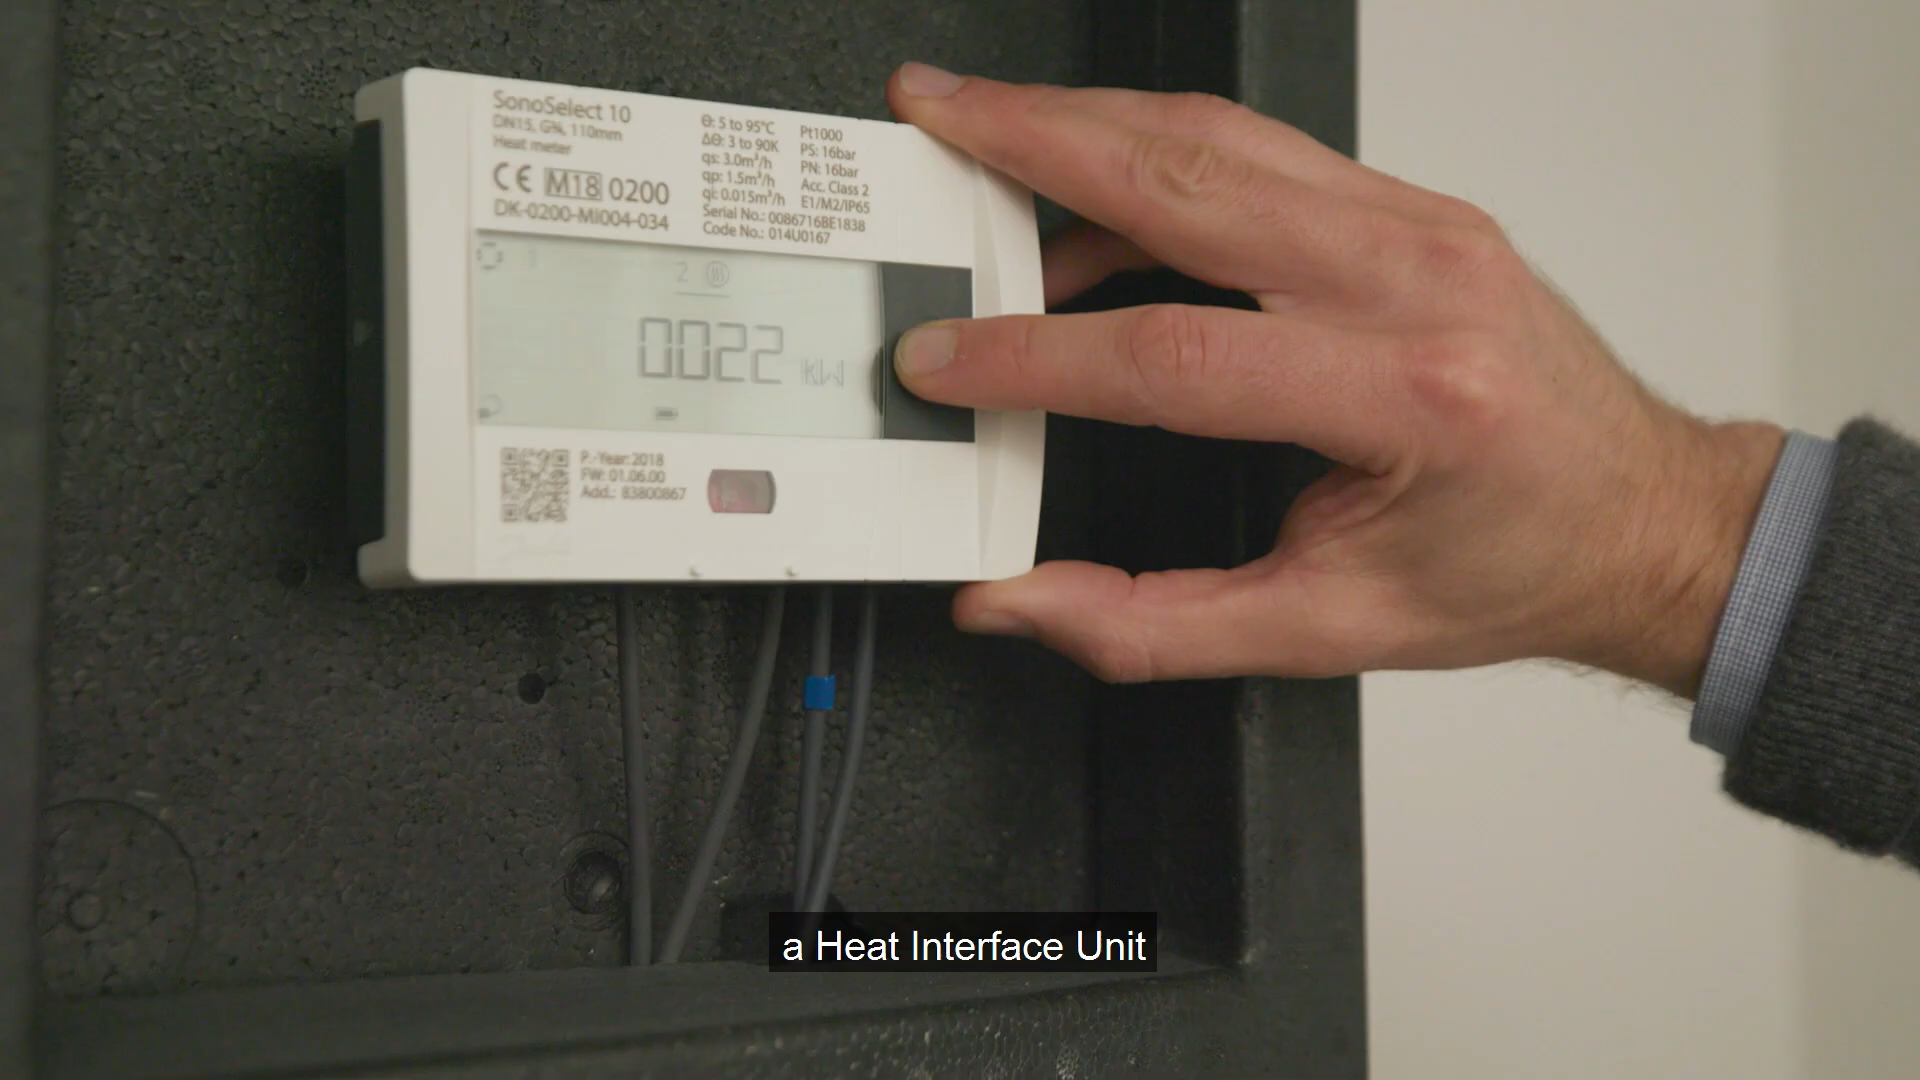 SonoSelect 10
DN15, G¾, 110mm
Heat meter
CE M18 0200
DK-0200-MI004-034
Θ: 5 to 95°C
ΔΘ: 3 to 90K
qs: 3.0m³/h
qp: 1.5m³/h
qi: 0.015m³/h
Pt1000
PS: 16bar
PN: 16bar
Acc. Class 2
E1/M2/IP65
Serial No.: 0086716BE1838
Code No.: 014U0167
2
0022 kW
P.-Year: 2018
FW: 01.06.00
Add.: 83800867
a Heat Interface Unit